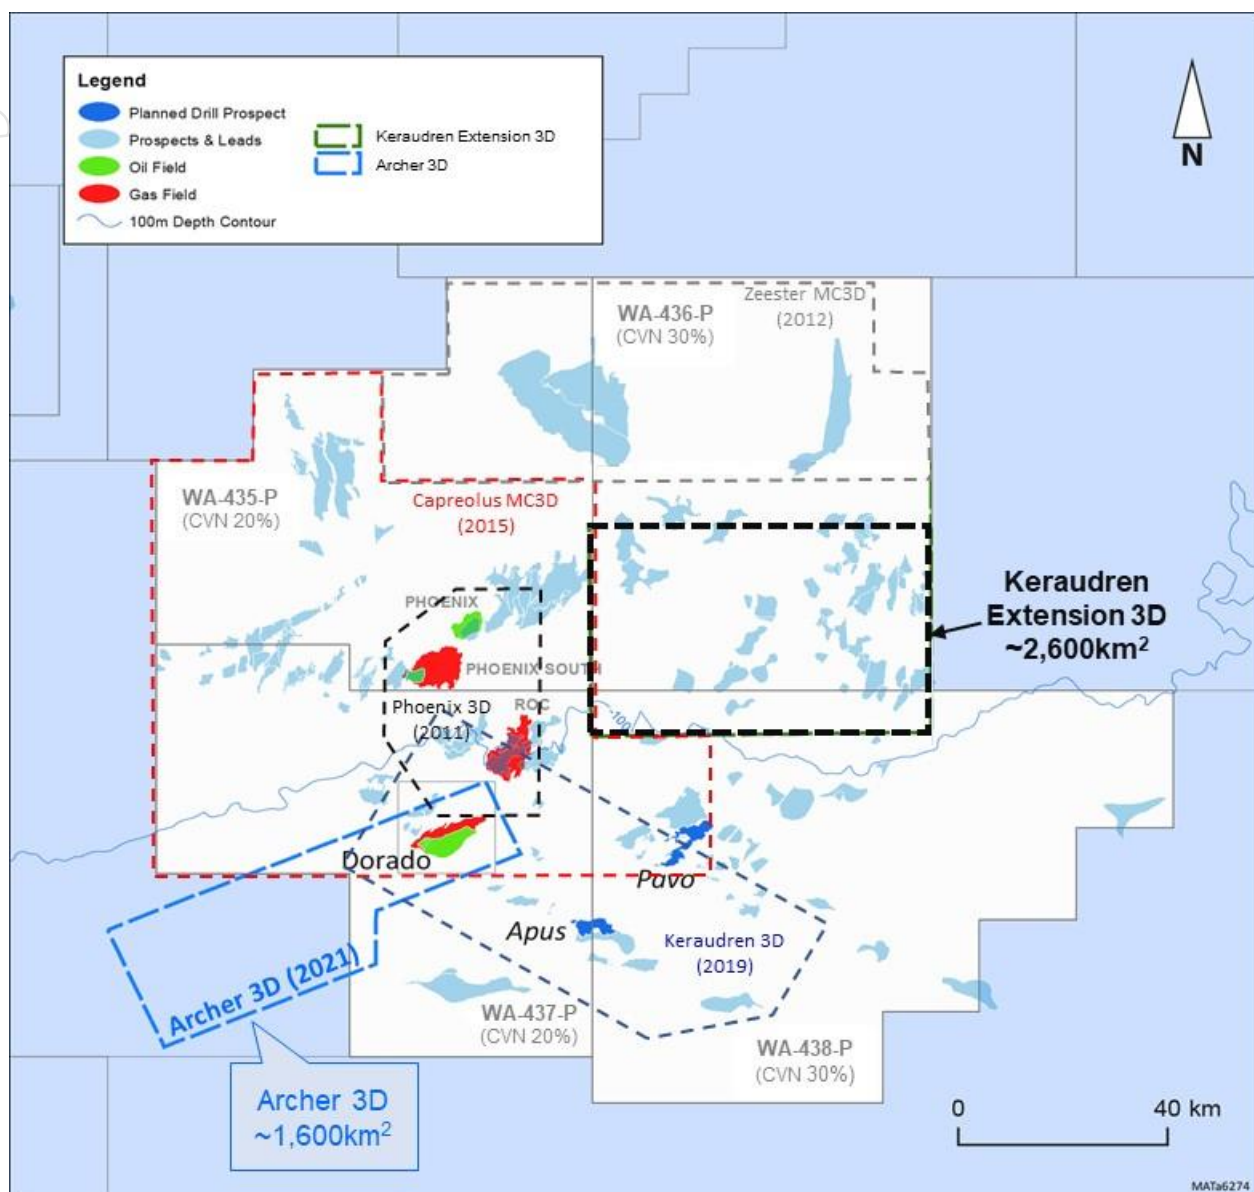 Legend
Planned Drill Prospect
Prospects & Leads
Oil Field
Gas Field
100m Depth Contour
Keraudren Extension 3D
Archer 3D
N
WA-436-P
(CVN 30%)
Zeester MC3D
(2012)
WA-435-P
(CVN 20%)
Capreolus MC3D
(2015)
Keraudren
Extension 3D
~2,600km²
PHOENIX
PHOENIX SOUTH
ROC
Phoenix 3D
(2011)
-100
Dorado
Pavo
Apus
Keraudren 3D
(2019)
Archer 3D (2021)
WA-437-P
(CVN 20%)
WA-438-P
(CVN 30%)
Archer 3D
~1,600km²
0 40 km
MATa6274